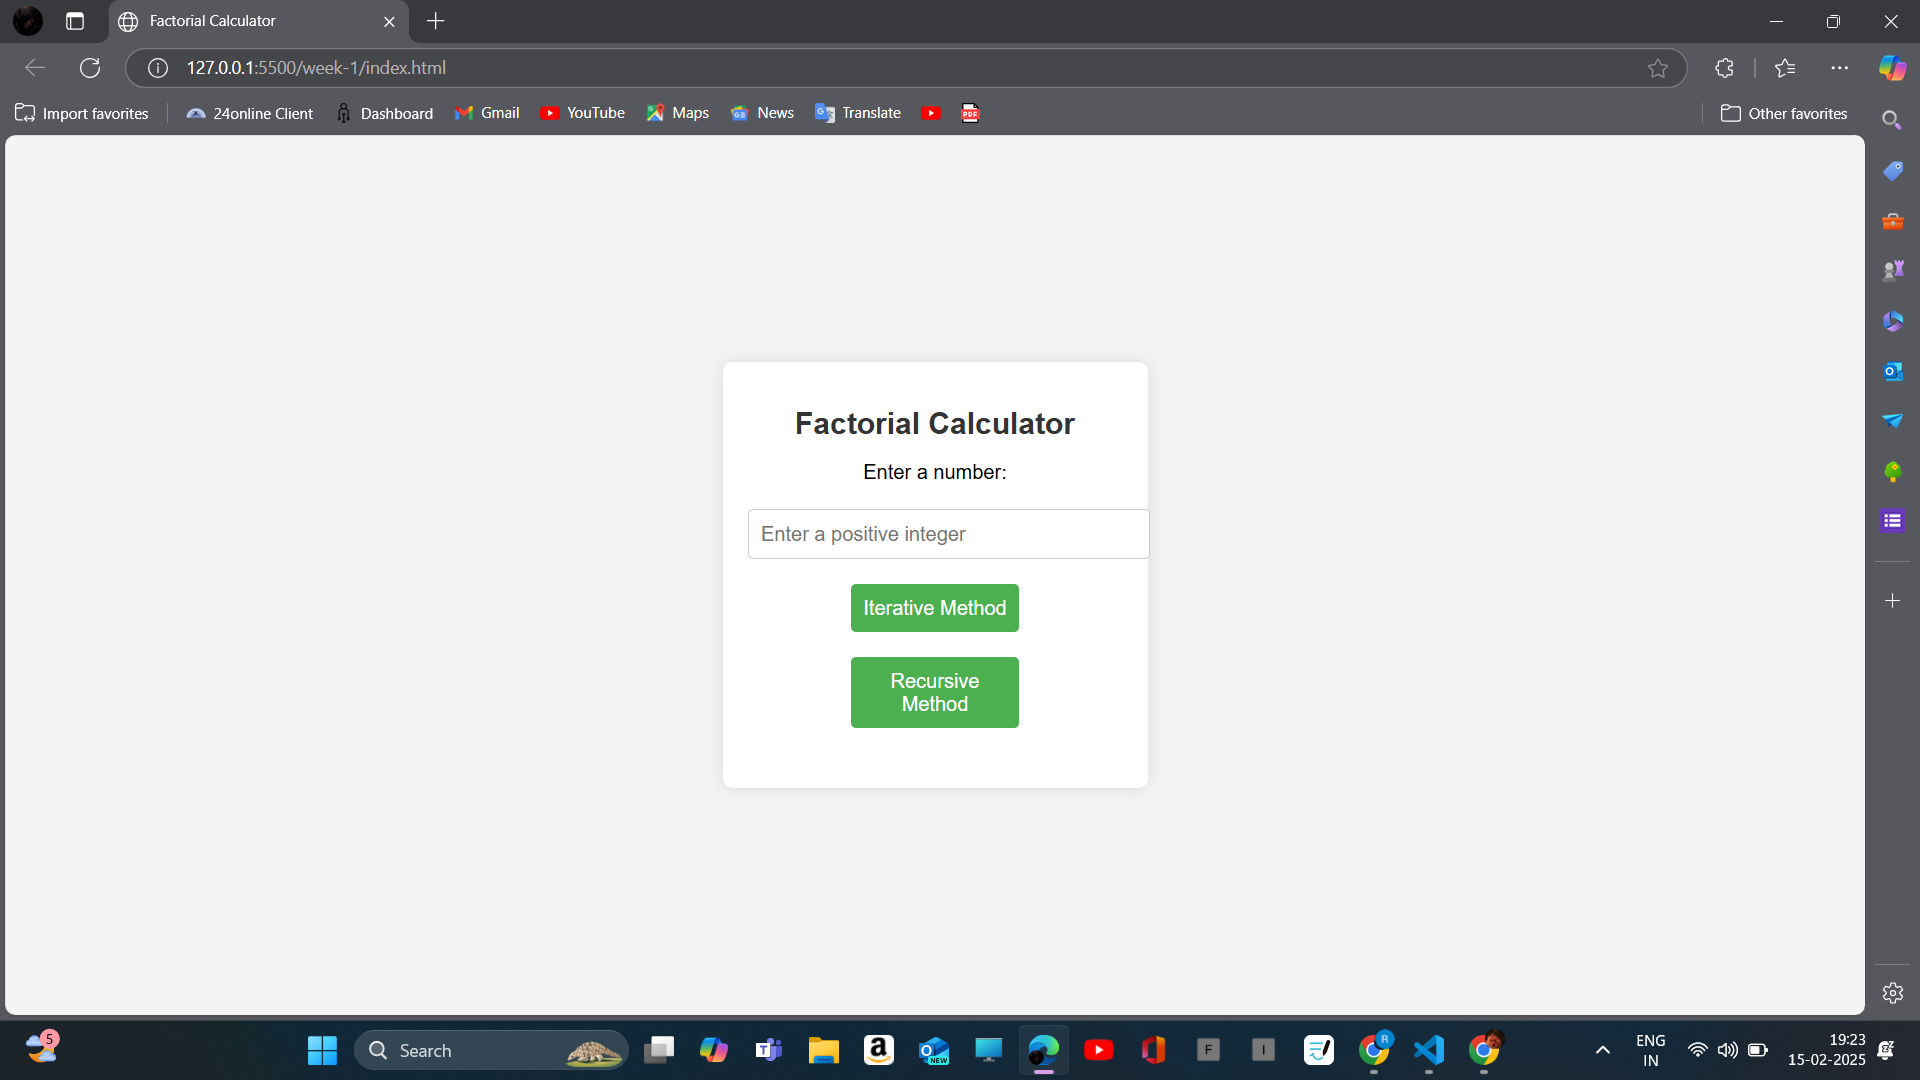 Factorial Calculator
127.0.0.1:5500/week-1/index.html
Import favorites
24online Client
Dashboard
Gmail
YouTube
Maps
News
Translate
PDF
Other favorites
Factorial Calculator
Enter a number:
Enter a positive integer
Iterative Method
Recursive
Method
5
Search
NEW
F
I
R
ENG
IN
19:23
15-02-2025